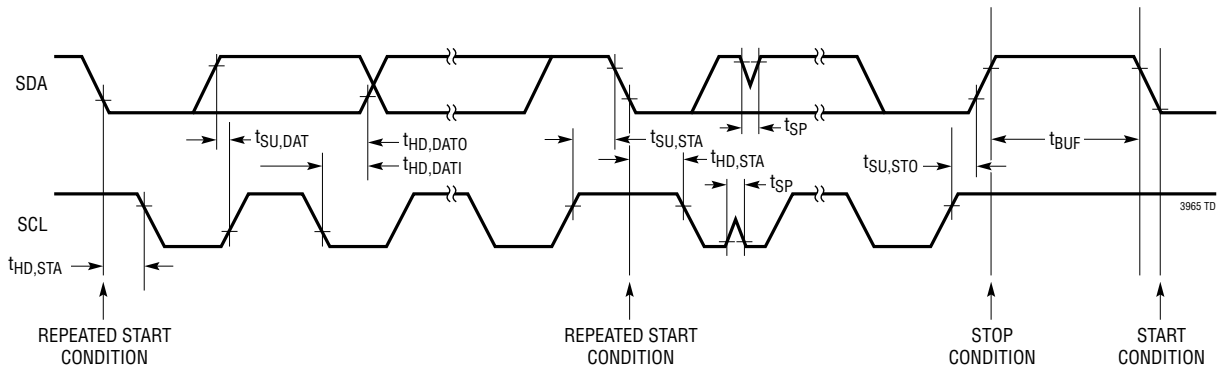 SDA
tSU,DAT
tHD,DATO
tHD,DATI
tSU,STA
tHD,STA
tSP
tSP
tSU,STO
tBUF
3965 TD
SCL
tHD,STA
REPEATED START
CONDITION
REPEATED START
CONDITION
STOP
CONDITION
START
CONDITION